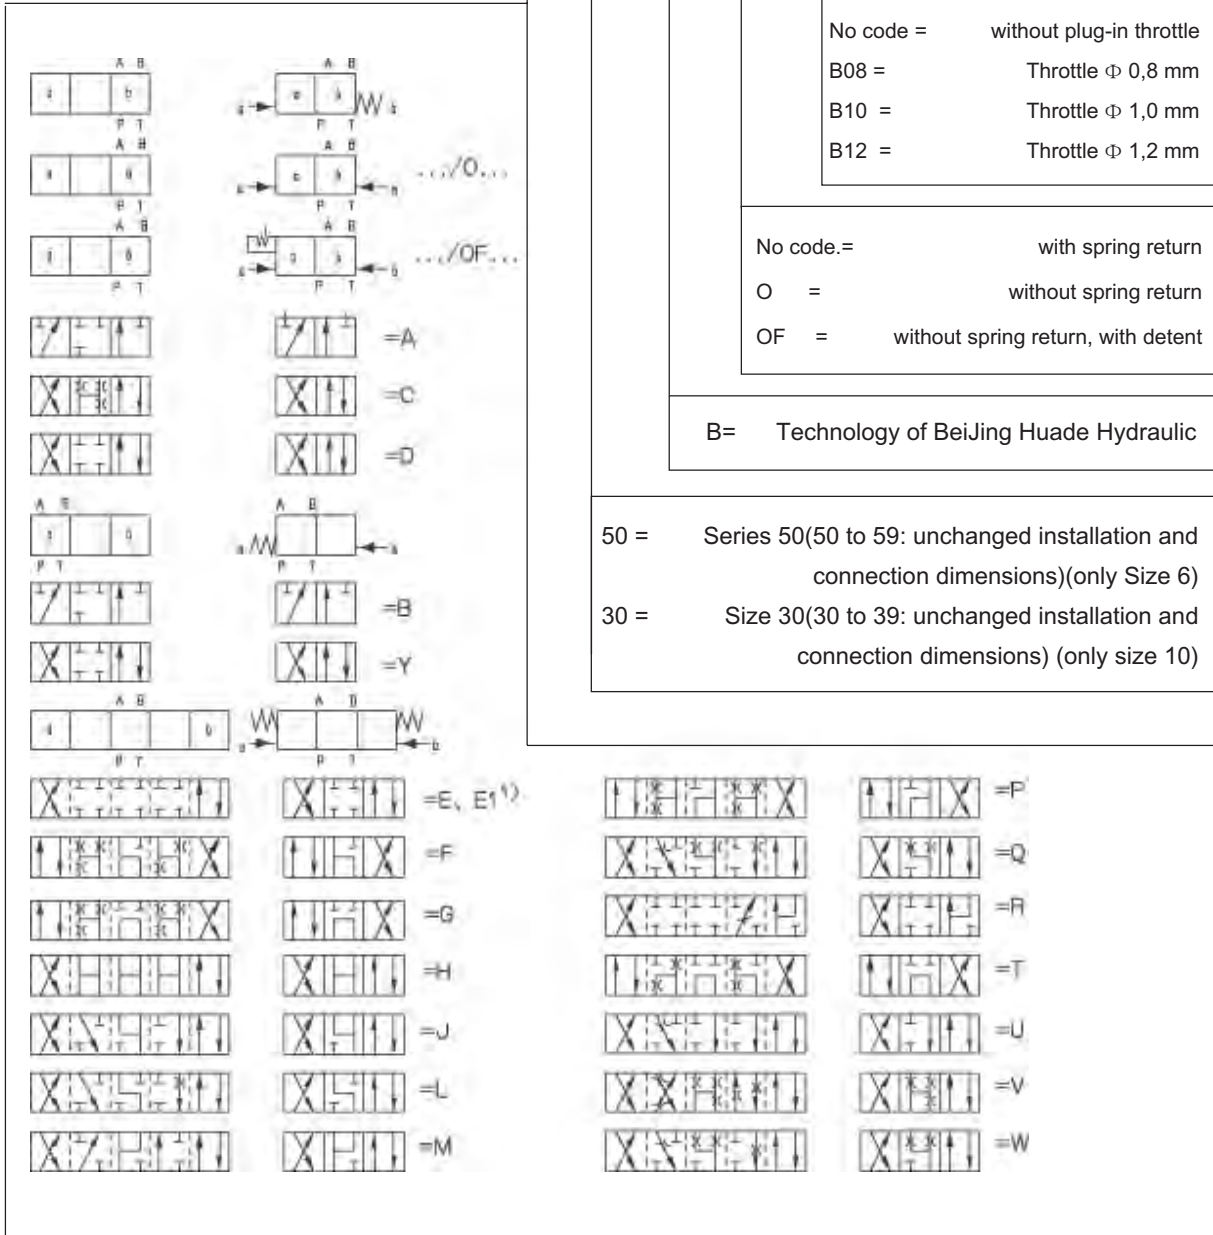 No code = without plug-in throttle
B08 = Throttle Φ 0,8 mm
B10 = Throttle Φ 1,0 mm
B12 = Throttle Φ 1,2 mm
No code.= with spring return
O = without spring return
OF = without spring return, with detent
B= Technology of BeiJing Huade Hydraulic
50 = Series 50(50 to 59: unchanged installation and
connection dimensions)(only Size 6)
30 = Size 30(30 to 39: unchanged installation and
connection dimensions) (only size 10)
A B
A B
a b
a b
P T
P T
A B
A B
.../O...
P T
P T
A B
A B
.../OF...
P T
P T
=A
=C
=D
A B
A B
P T
P T
=B
=Y
A B
A B
P T
P T
=E、E1¹⁾
=F
=G
=H
=J
=L
=M
=P
=Q
=R
=T
=U
=V
=W